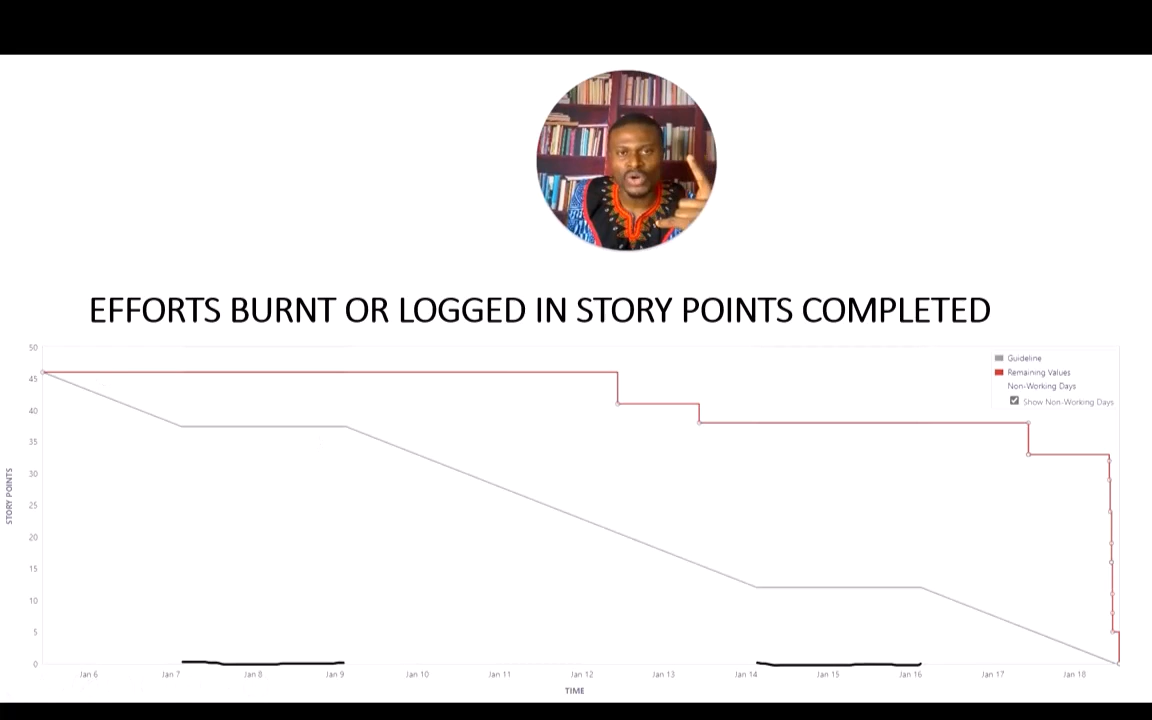 EFFORTS BURNT OR LOGGED IN STORY POINTS COMPLETED
50
45
40
35
30
25
20
15
10
5
0
STORY POINTS
Guideline
Remaining Values
Non-Working Days
Show Non-Working Days
Jan 6 Jan 7 Jan 8 Jan 9 Jan 10 Jan 11 Jan 12 Jan 13 Jan 14 Jan 15 Jan 16 Jan 17 Jan 18
TIME